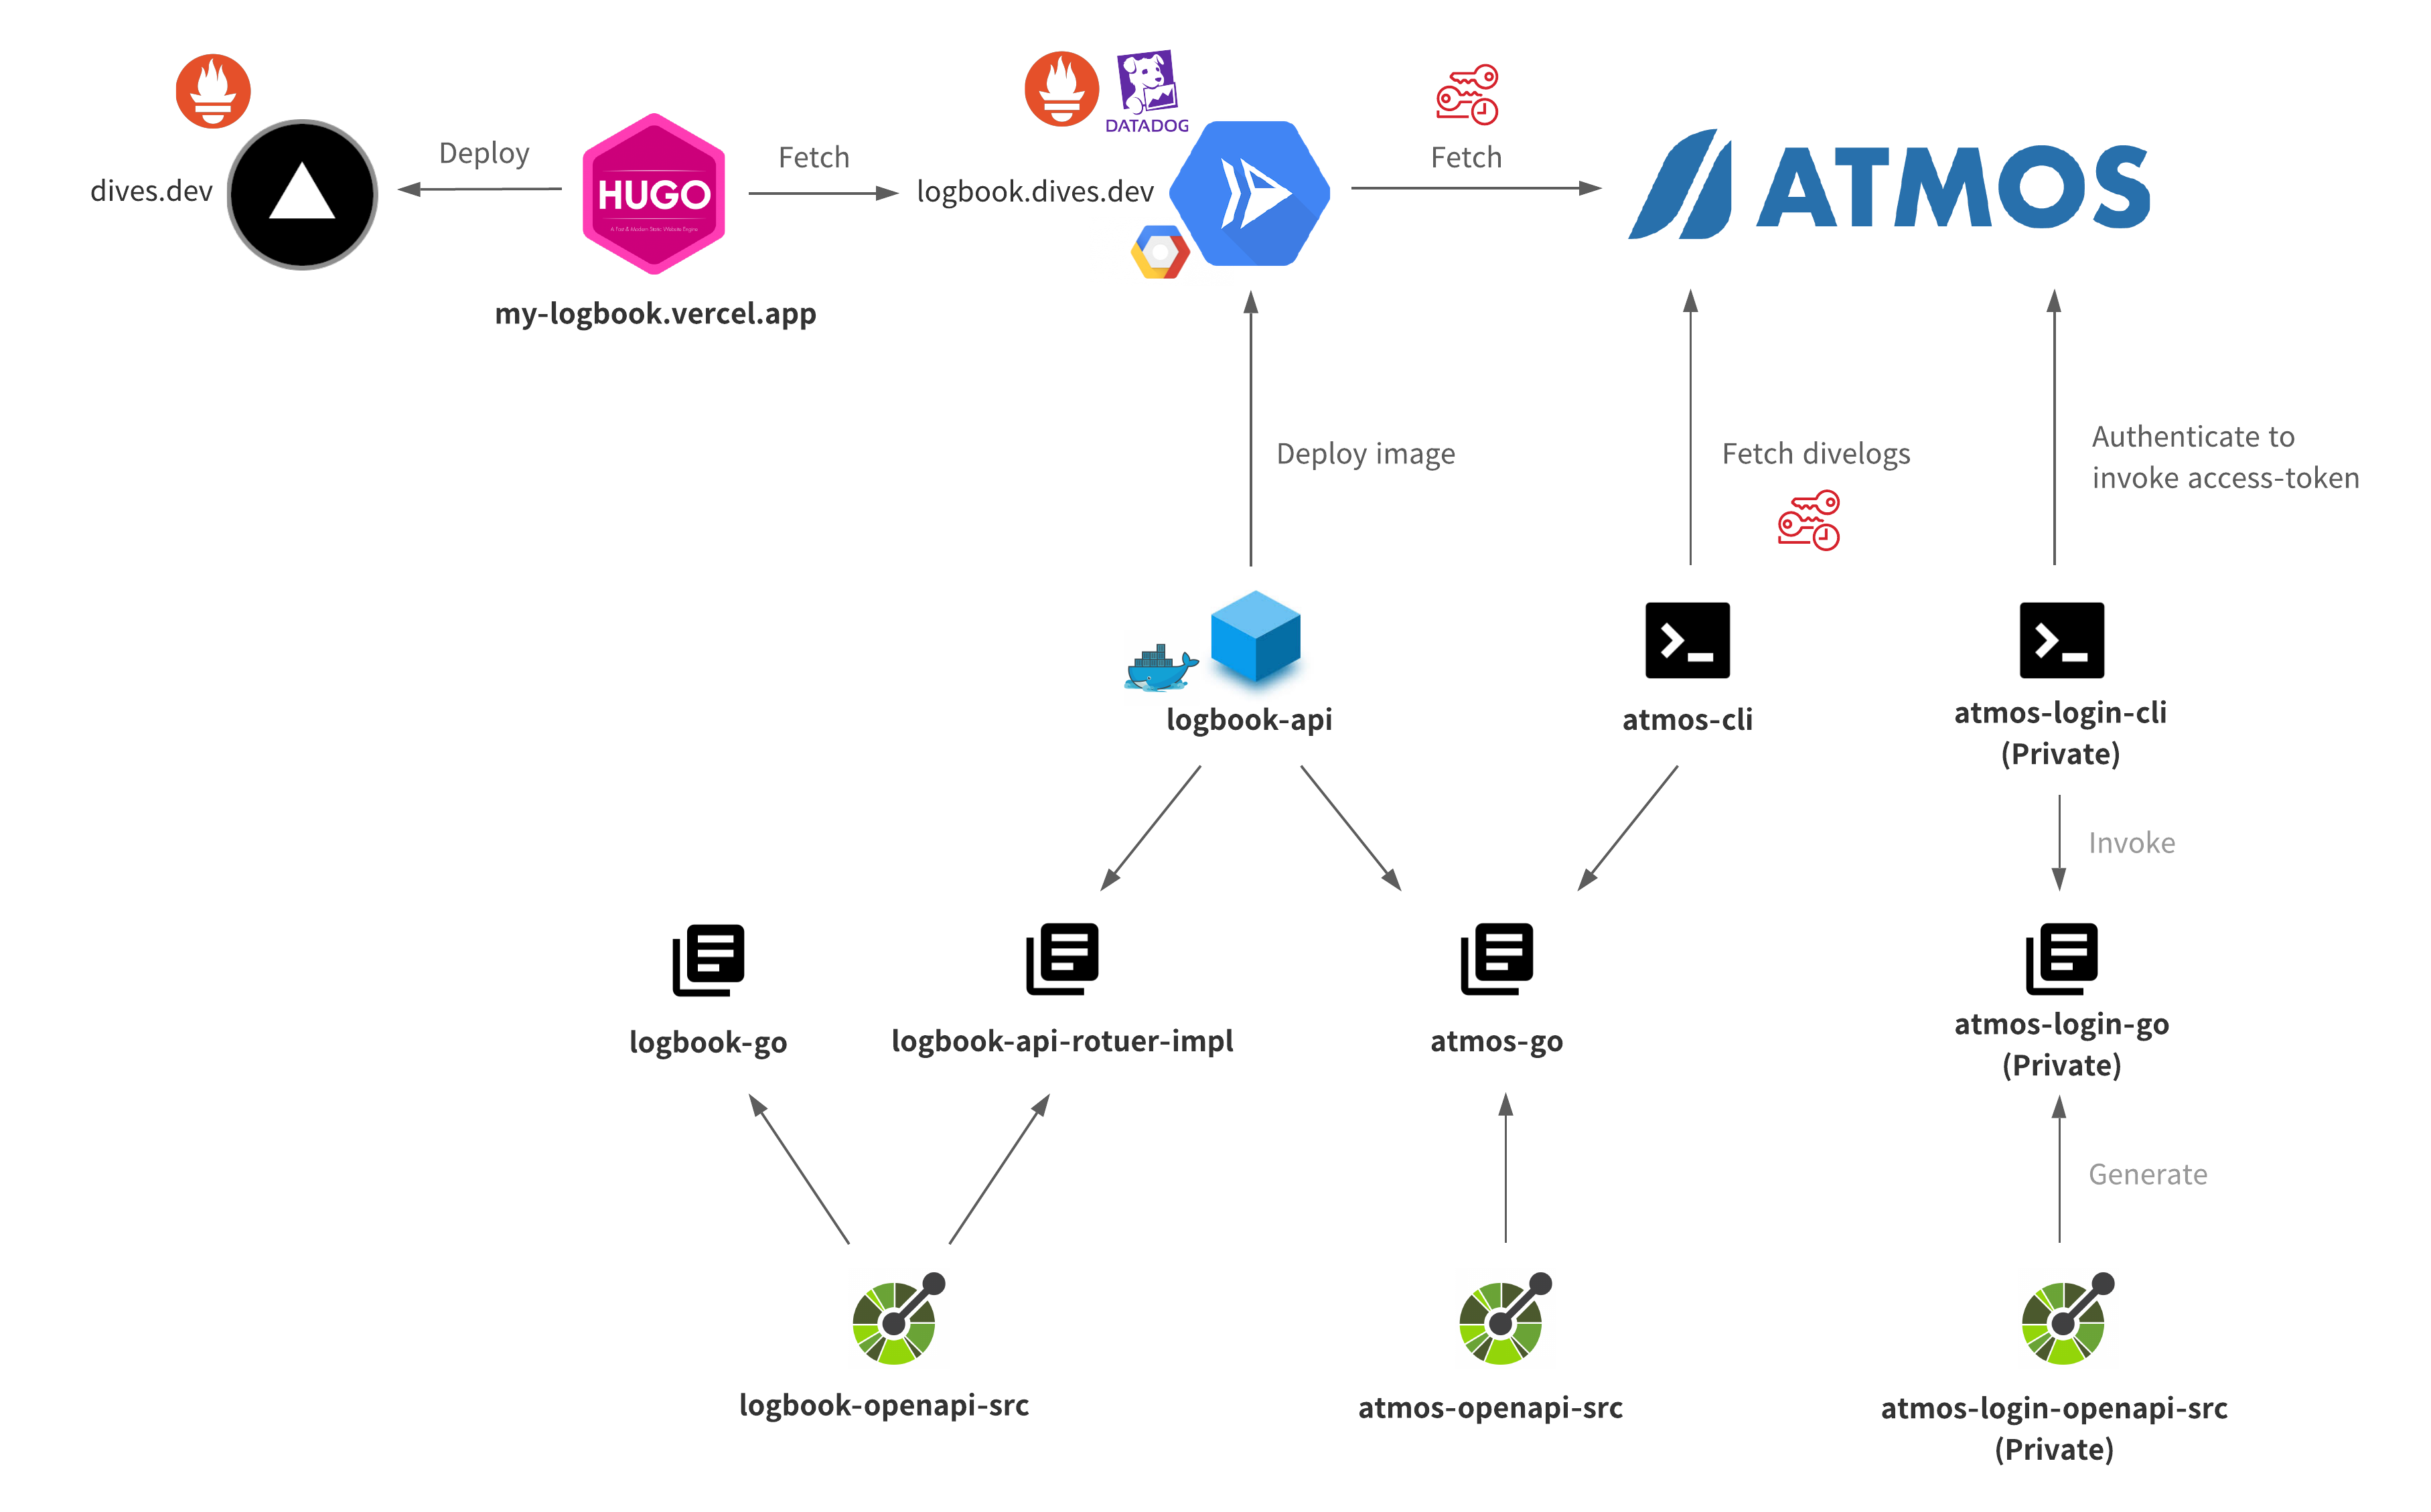 DATADOG
Deploy
Fetch
Fetch
dives.dev
HUGO
A Fast & Modern Static Website Engine
logbook.dives.dev
ATMOS
my-logbook.vercel.app
Deploy image
Fetch divelogs
Authenticate to
invoke access-token
logbook-api
atmos-cli
atmos-login-cli
(Private)
Invoke
logbook-go
logbook-api-rotuer-impl
atmos-go
atmos-login-go
(Private)
Generate
logbook-openapi-src
atmos-openapi-src
atmos-login-openapi-src
(Private)